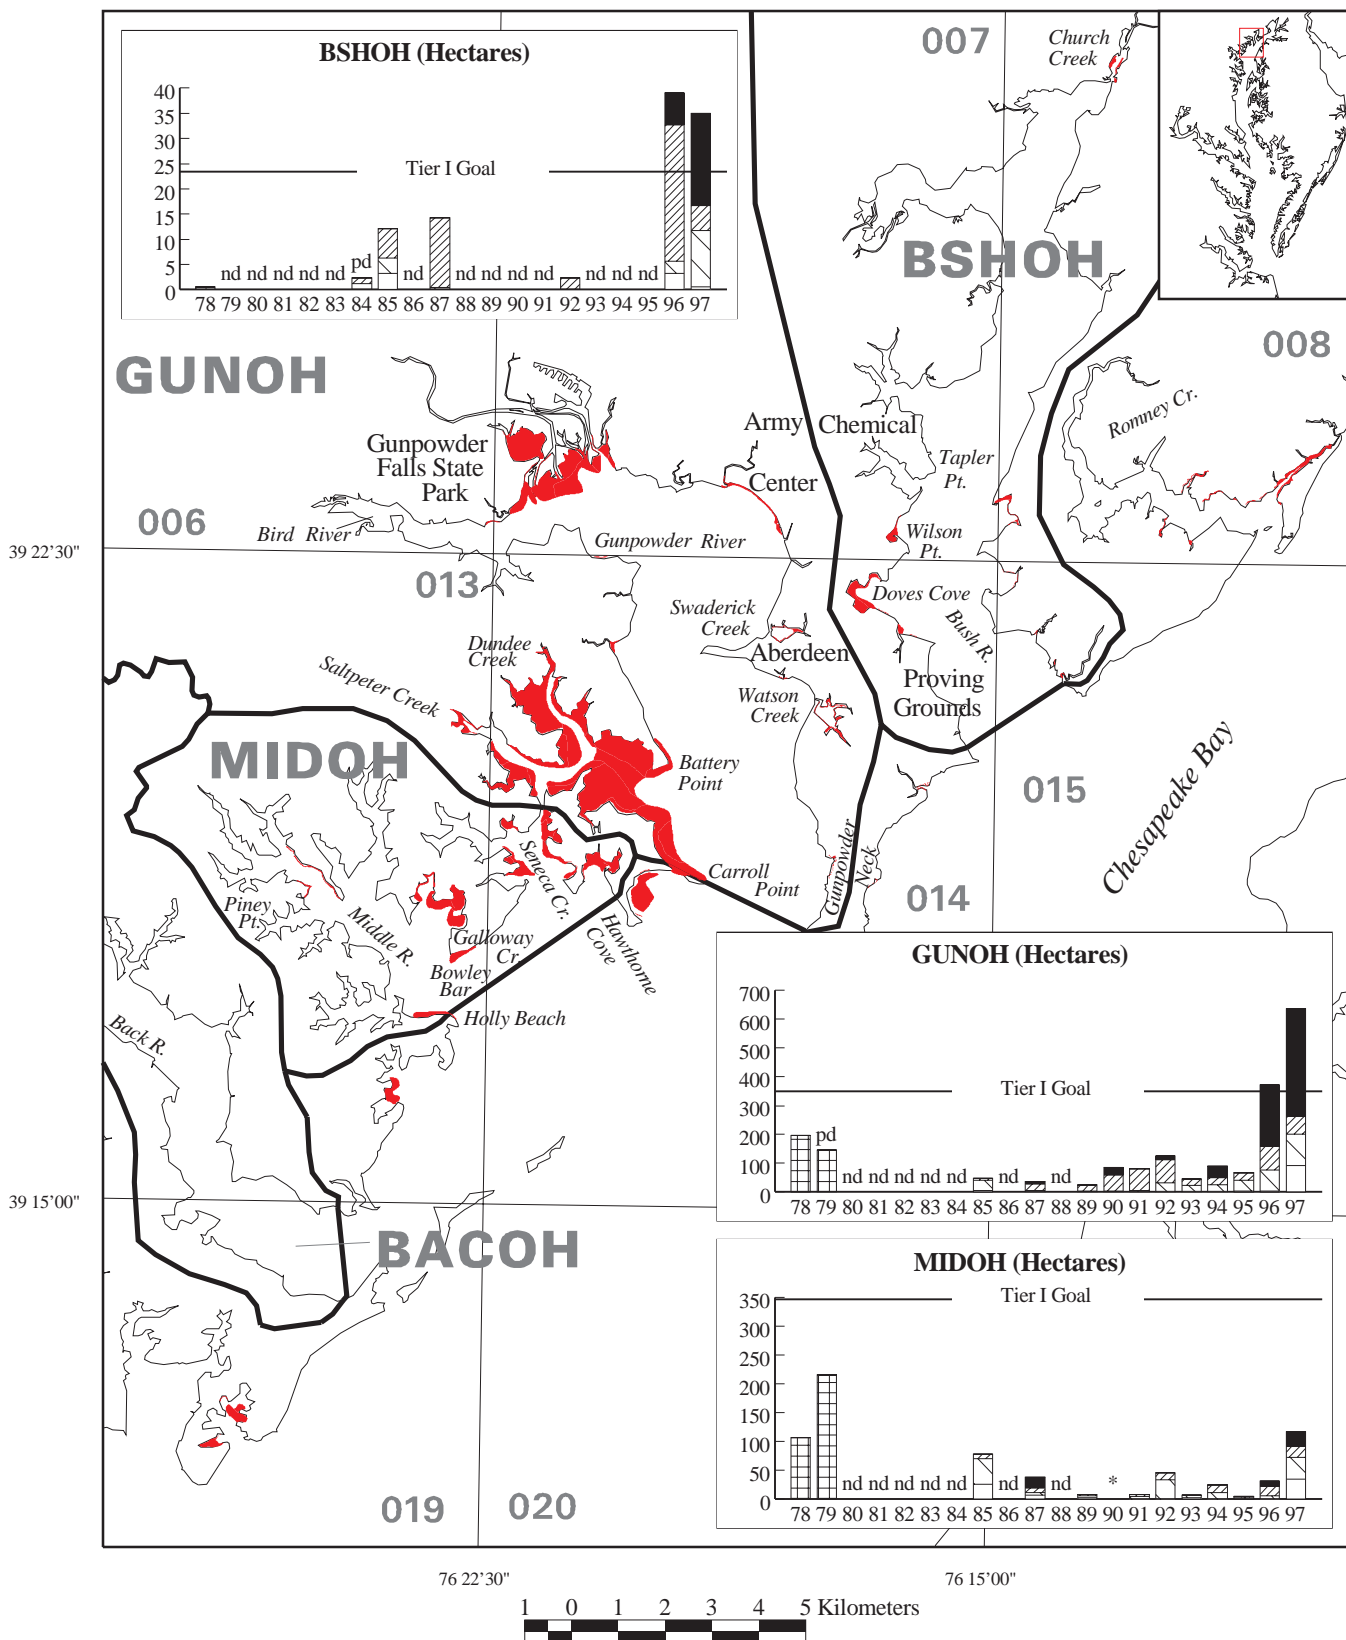 007
Church
Creek
BSHOH (Hectares)
40
35
30
25
20
15
10
5
0
Tier I Goal
nd nd nd nd nd pd nd nd nd nd nd nd nd nd
78 79 80 81 82 83 84 85 86 87 88 89 90 91 92 93 94 95 96 97
BSHOH
008
GUNOH
Romney Cr.
Army Chemical
Center
Gunpowder
Falls State
Park
Tapler
Pt.
006
Bird River
Wilson
Pt.
39 22'30"
Gunpowder River
013
Doves Cove
Swaderick
Creek
Bush R.
Dundee
Creek
Aberdeen
Saltpeter Creek
Proving
Grounds
Watson
Creek
MIDOH
Battery
Point
Chesapeake Bay
015
Seneca Cr.
Gunpowder
Neck
Carroll
Point
014
Piney
Pt.
Middle R.
Galloway
Cr.
Hawthorne
Cove
Bowley
Bar
Holly Beach
Back R.
GUNOH (Hectares)
700
600
500
400
300
200
100
0
Tier I Goal
pd nd nd nd nd nd nd nd
78 79 80 81 82 83 84 85 86 87 88 89 90 91 92 93 94 95 96 97
39 15'00"
BACOH
MIDOH (Hectares)
350
300
250
200
150
100
50
0
Tier I Goal
nd nd nd nd nd nd nd *
78 79 80 81 82 83 84 85 86 87 88 89 90 91 92 93 94 95 96 97
019
020
76 22'30"
76 15'00"
1 0 1 2 3 4 5 Kilometers